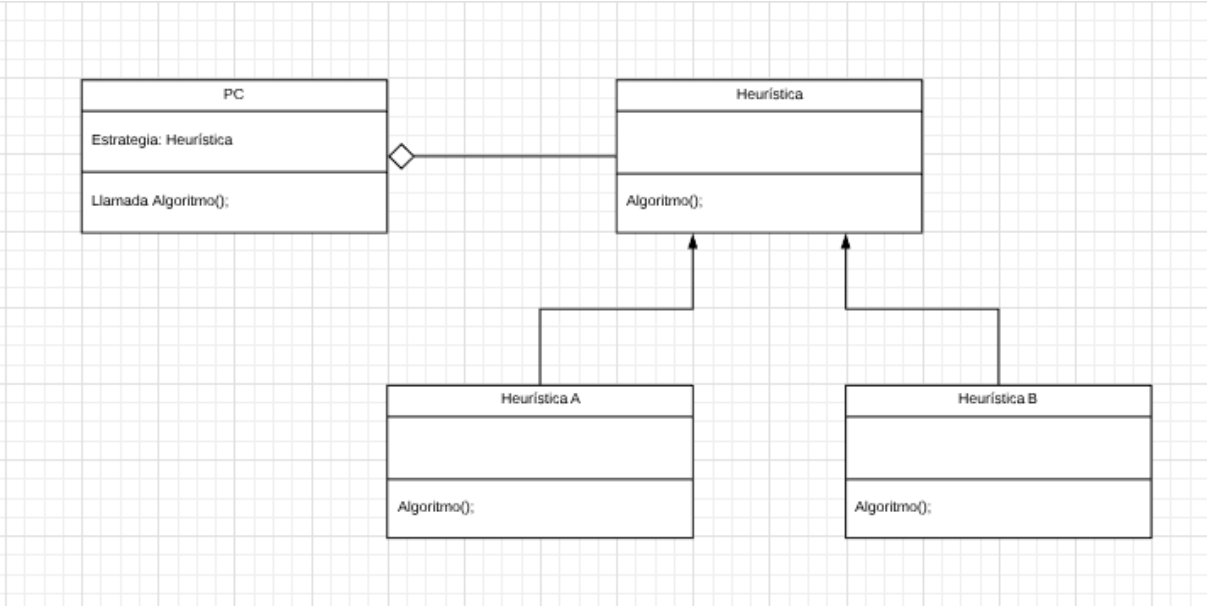 PC
Estrategia: Heurística
Llamada Algoritmo();
Heurística
Algoritmo();
Heurística A
Algoritmo();
Heurística B
Algoritmo();